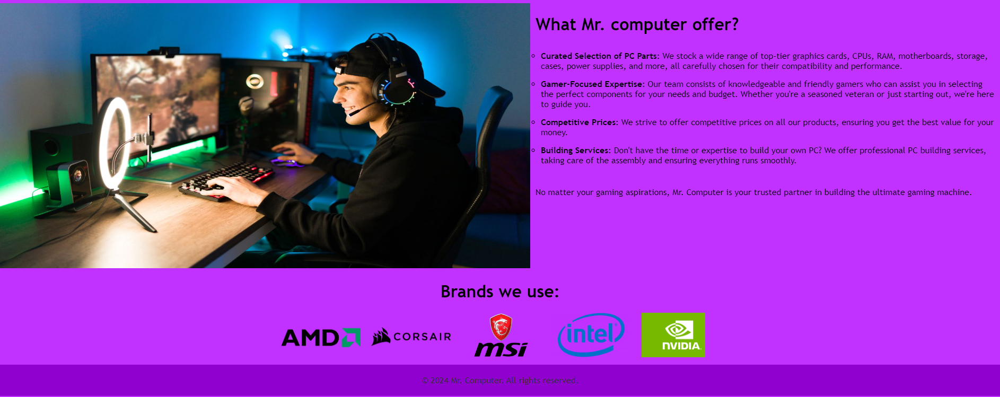 What Mr. computer offer?
Curated Selection of PC Parts: We stock a wide range of top-tier graphics cards, CPUs, RAM, motherboards, storage,
cases, power supplies, and more, all carefully chosen for their compatibility and performance.
Gamer-Focused Expertise: Our team consists of knowledgeable and friendly gamers who can assist you in selecting
the perfect components for your needs and budget. Whether you're a seasoned veteran or just starting out, we're here
to guide you.
Competitive Prices: We strive to offer competitive prices on all our products, ensuring you get the best value for your
money.
Building Services: Don't have the time or expertise to build your own PC? We offer professional PC building services,
taking care of the assembly and ensuring everything runs smoothly.
No matter your gaming aspirations, Mr. Computer is your trusted partner in building the ultimate gaming machine.
Brands we use:
AMD CORSAIR msi intel NVIDIA
© 2024 Mr. Computer. All rights reserved.